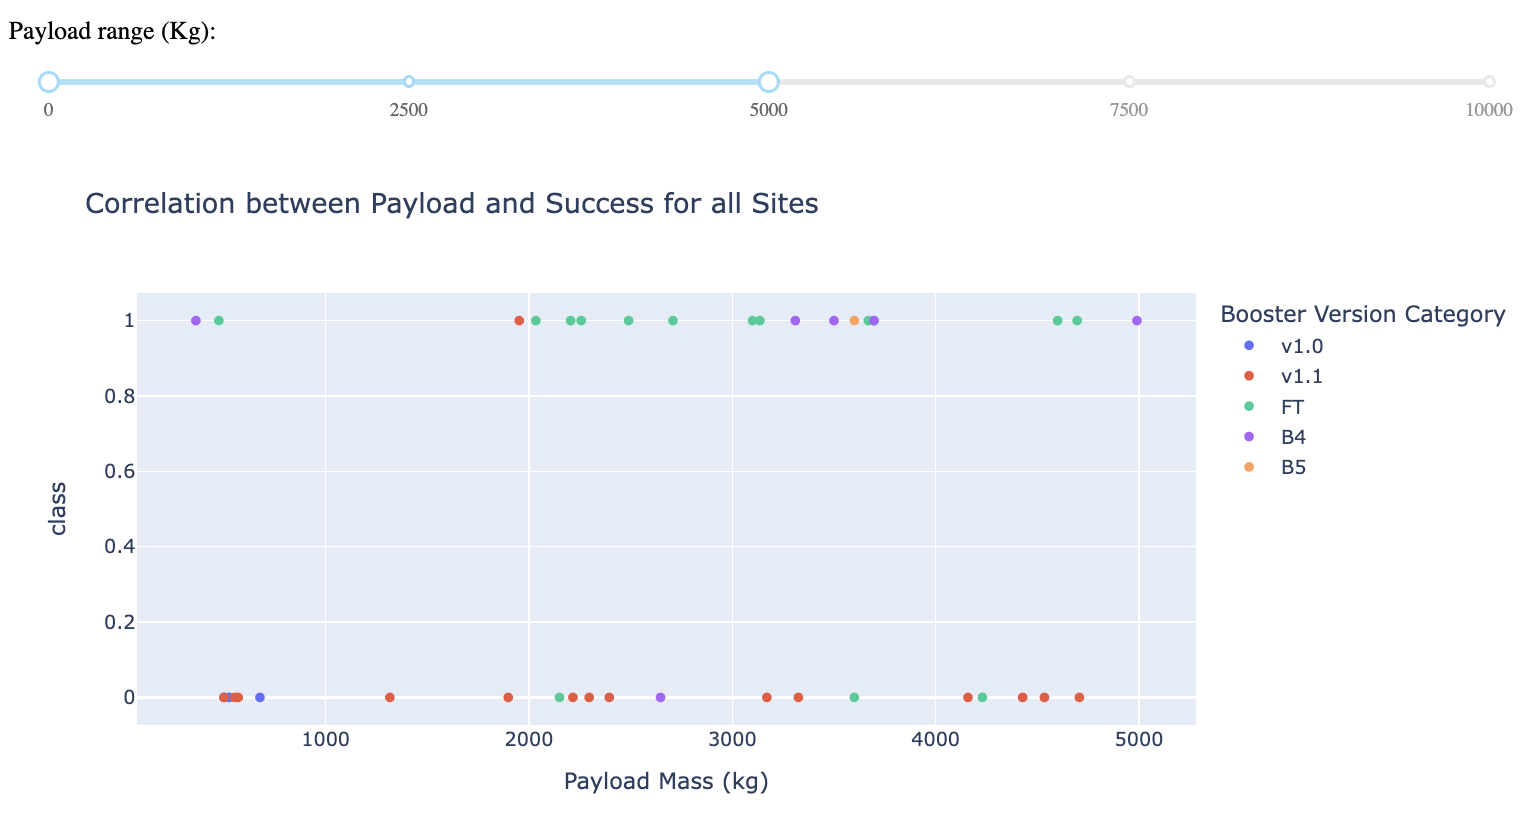 Payload range (Kg):
0 2500 5000 7500 10000
Correlation between Payload and Success for all Sites
Booster Version Category
v1.0
v1.1
FT
B4
B5
class
1
0.8
0.6
0.4
0.2
0
1000 2000 3000 4000 5000
Payload Mass (kg)